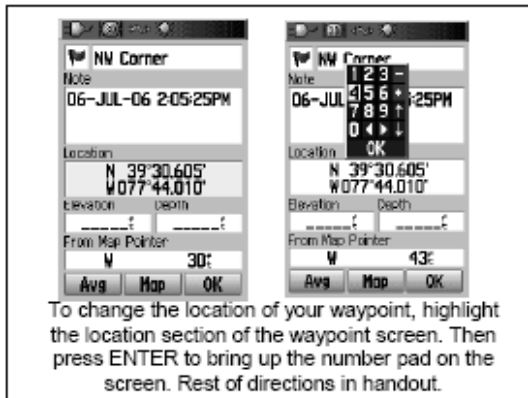 NW Corner
Note
06-JUL-06 2:05:25PM
Location
N 39°30.605'
W077°44.010'
Elevation Depth
From Map Pointer
W 30
Avg Map OK
NW Corner
Note
06-JUL 5:25PM
1 2 3 -
4 5 6 +
7 8 9 ↑
0 ◀ ▶ ↓
OK
Location
N 39°30.605'
W077°44.010'
Elevation Depth
From Map Pointer
W 43
Avg Map OK
To change the location of your waypoint, highlight
the location section of the waypoint screen. Then
press ENTER to bring up the number pad on the
screen. Rest of directions in handout.